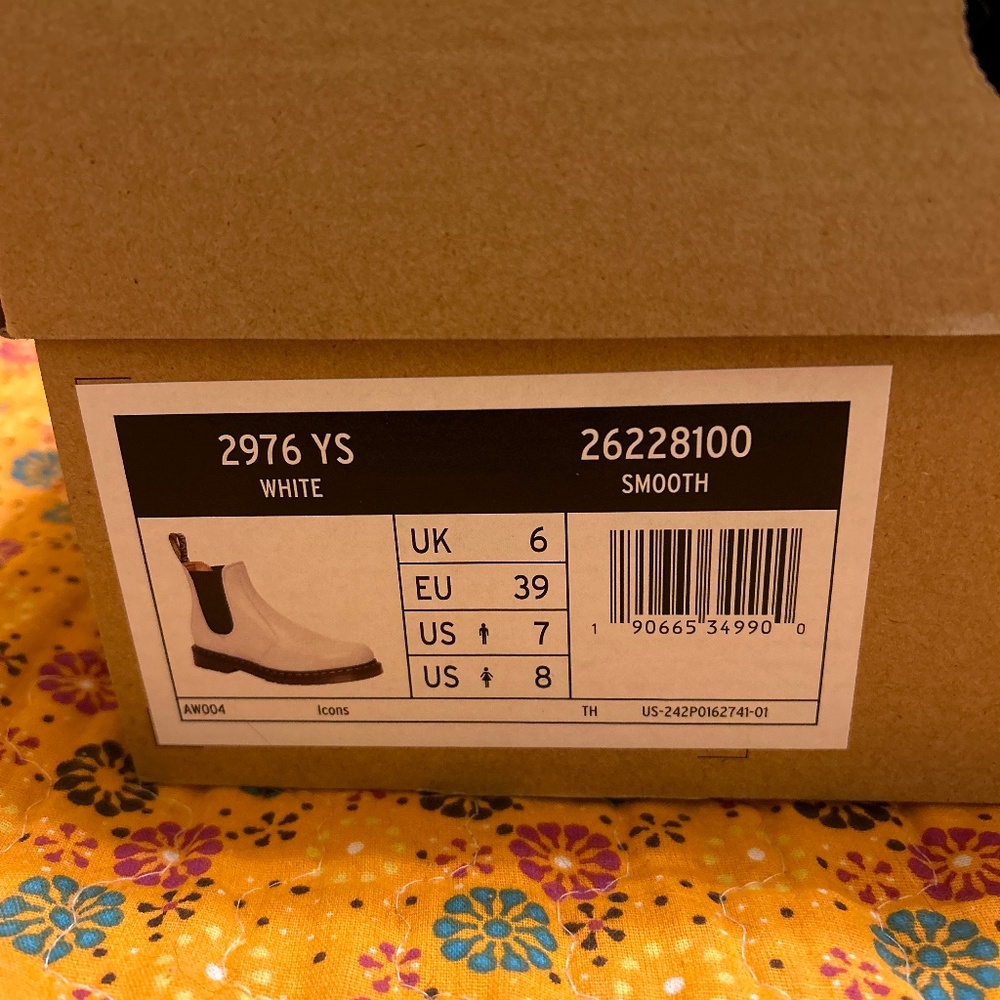 2976 YS
WHITE
26228100
SMOOTH
UK 6
EU 39
US 7
US 8
1 90665 34990 0
AW004 Icons TH US-242P0162741-01